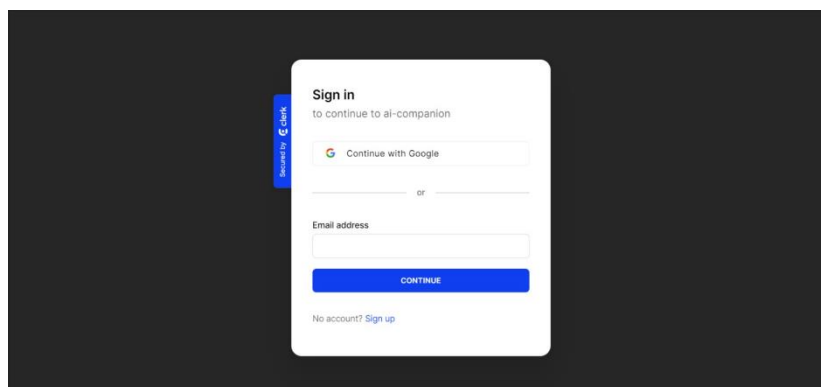 Sign in
to continue to ai-companion
Secured by clerk
Continue with Google
or
Email address
CONTINUE
No account? Sign up